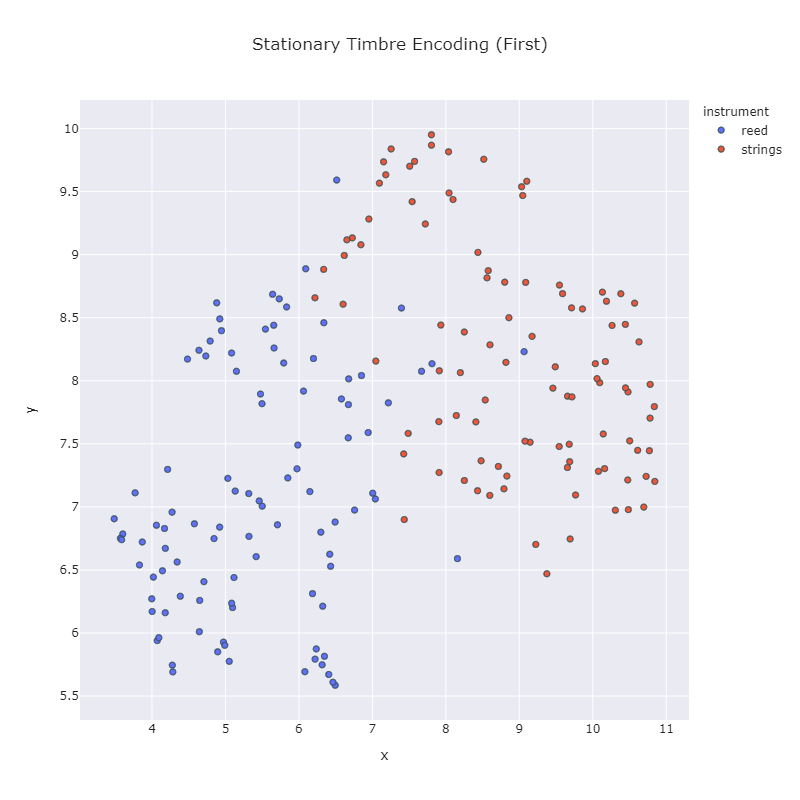 Stationary Timbre Encoding (First)
instrument
reed
strings
10
9.5
9
8.5
8
7.5
7
6.5
6
5.5
y
4 5 6 7 8 9 10 11
x